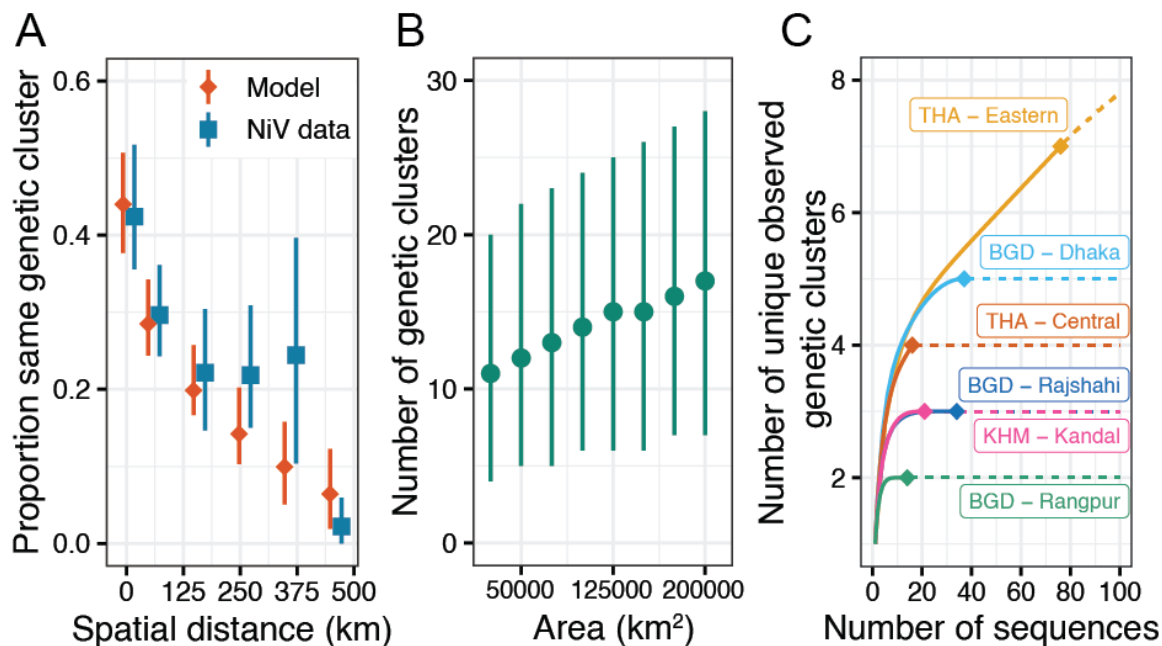 A
Proportion same genetic cluster
0.6
0.4
0.2
0.0
Model
NiV data
0 125 250 375 500
Spatial distance (km)
B
Number of genetic clusters
30
20
10
0
50000 125000 200000
Area (km²)
C
Number of unique observed
genetic clusters
8
6
4
2
THA – Eastern
BGD – Dhaka
THA – Central
BGD – Rajshahi
KHM – Kandal
BGD – Rangpur
0 20 40 60 80 100
Number of sequences